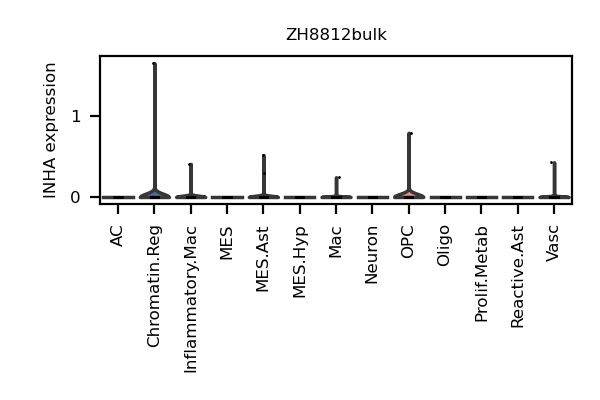 ZH8812bulk
INHA expression
1
0
AC
Chromatin.Reg
Inflammatory.Mac
MES
MES.Ast
MES.Hyp
Mac
Neuron
OPC
Oligo
Prolif.Metab
Reactive.Ast
Vasc